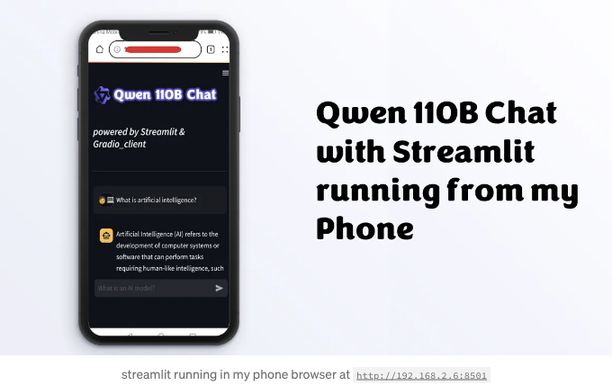 Qwen 110B Chat
powered by Streamlit &
Gradio_client
What is artificial intelligence?
Artificial Intelligence (AI) refers to the
development of computer systems or
software that can perform tasks
requiring human-like intelligence, such
What is an AI model?
Qwen 110B Chat
with Streamlit
running from my
Phone
streamlit running in my phone browser at http://192.168.2.6:8501